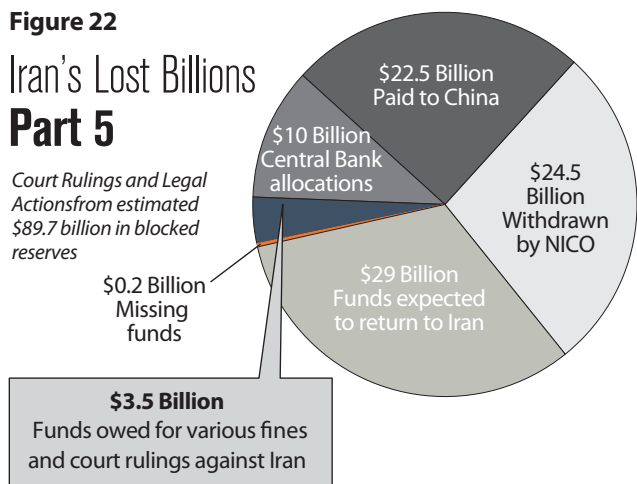 Figure 22
Iran's Lost Billions
Part 5
Court Rulings and Legal
Actionsfrom estimated
$89.7 billion in blocked
reserves
$22.5 Billion
Paid to China
$10 Billion
Central Bank
allocations
$24.5
Billion
Withdrawn
by NICO
$0.2 Billion
Missing
funds
$29 Billion
Funds expected
to return to Iran
$3.5 Billion
Funds owed for various fines
and court rulings against Iran